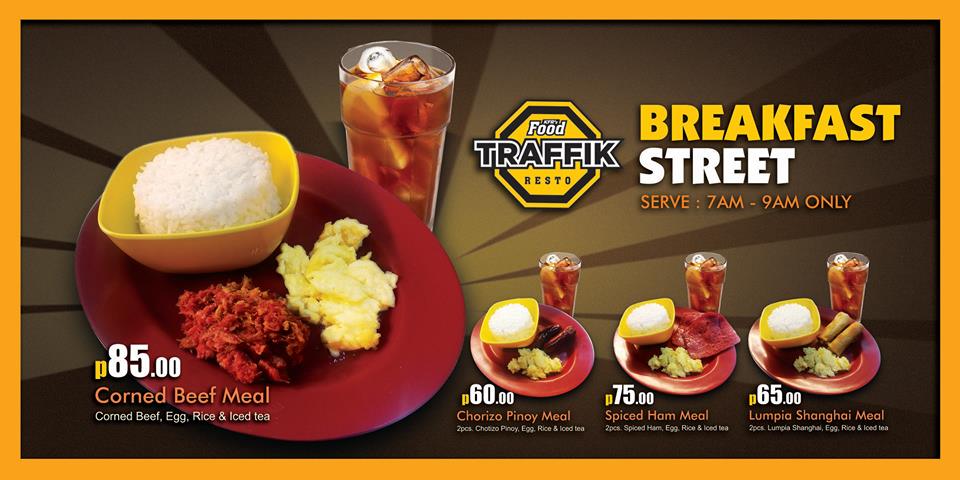 KFR's
Food
TRAFFIK
RESTO
BREAKFAST
STREET
SERVE : 7AM - 9AM ONLY
P85.00
Corned Beef Meal
Corned Beef, Egg, Rice & Iced tea
P60.00
Chorizo Pinoy Meal
2pcs. Chotizo Pinoy, Egg, Rice & Iced tea
P75.00
Spiced Ham Meal
2pcs. Spiced Ham, Egg, Rice & Iced tea
P65.00
Lumpia Shanghai Meal
2pcs. Lumpia Shanghai, Egg, Rice & Iced tea